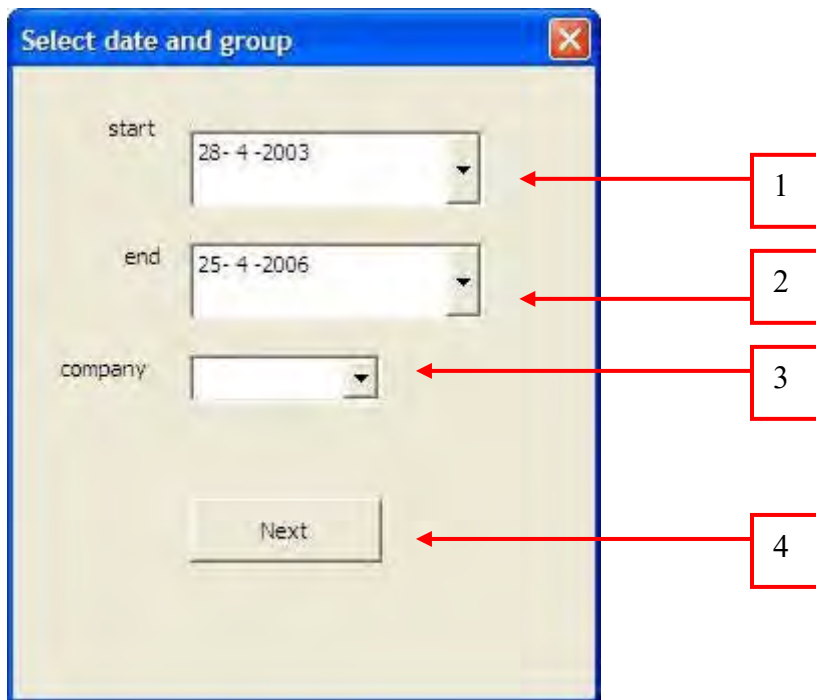 Select date and group
start
28- 4 -2003
1
end
25- 4 -2006
2
company
3
Next
4